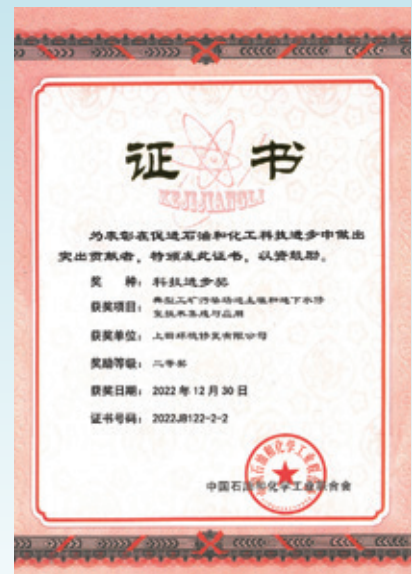 证书
KEJIJIANGLI
为表彰在促进石油和化工科技进步中做出
突出贡献者，特颁发此证书，以资鼓励。
奖 种： 科技进步奖
获奖项目： 典型工矿污染场地土壤和地下水修
复技术集成与应用
获奖单位： 上田环境修复有限公司
奖励等级： 二等奖
获奖日期： 2022 年 12 月 30 日
证书号码： 2022JB122-2-2
中国石油和化学工业联合会